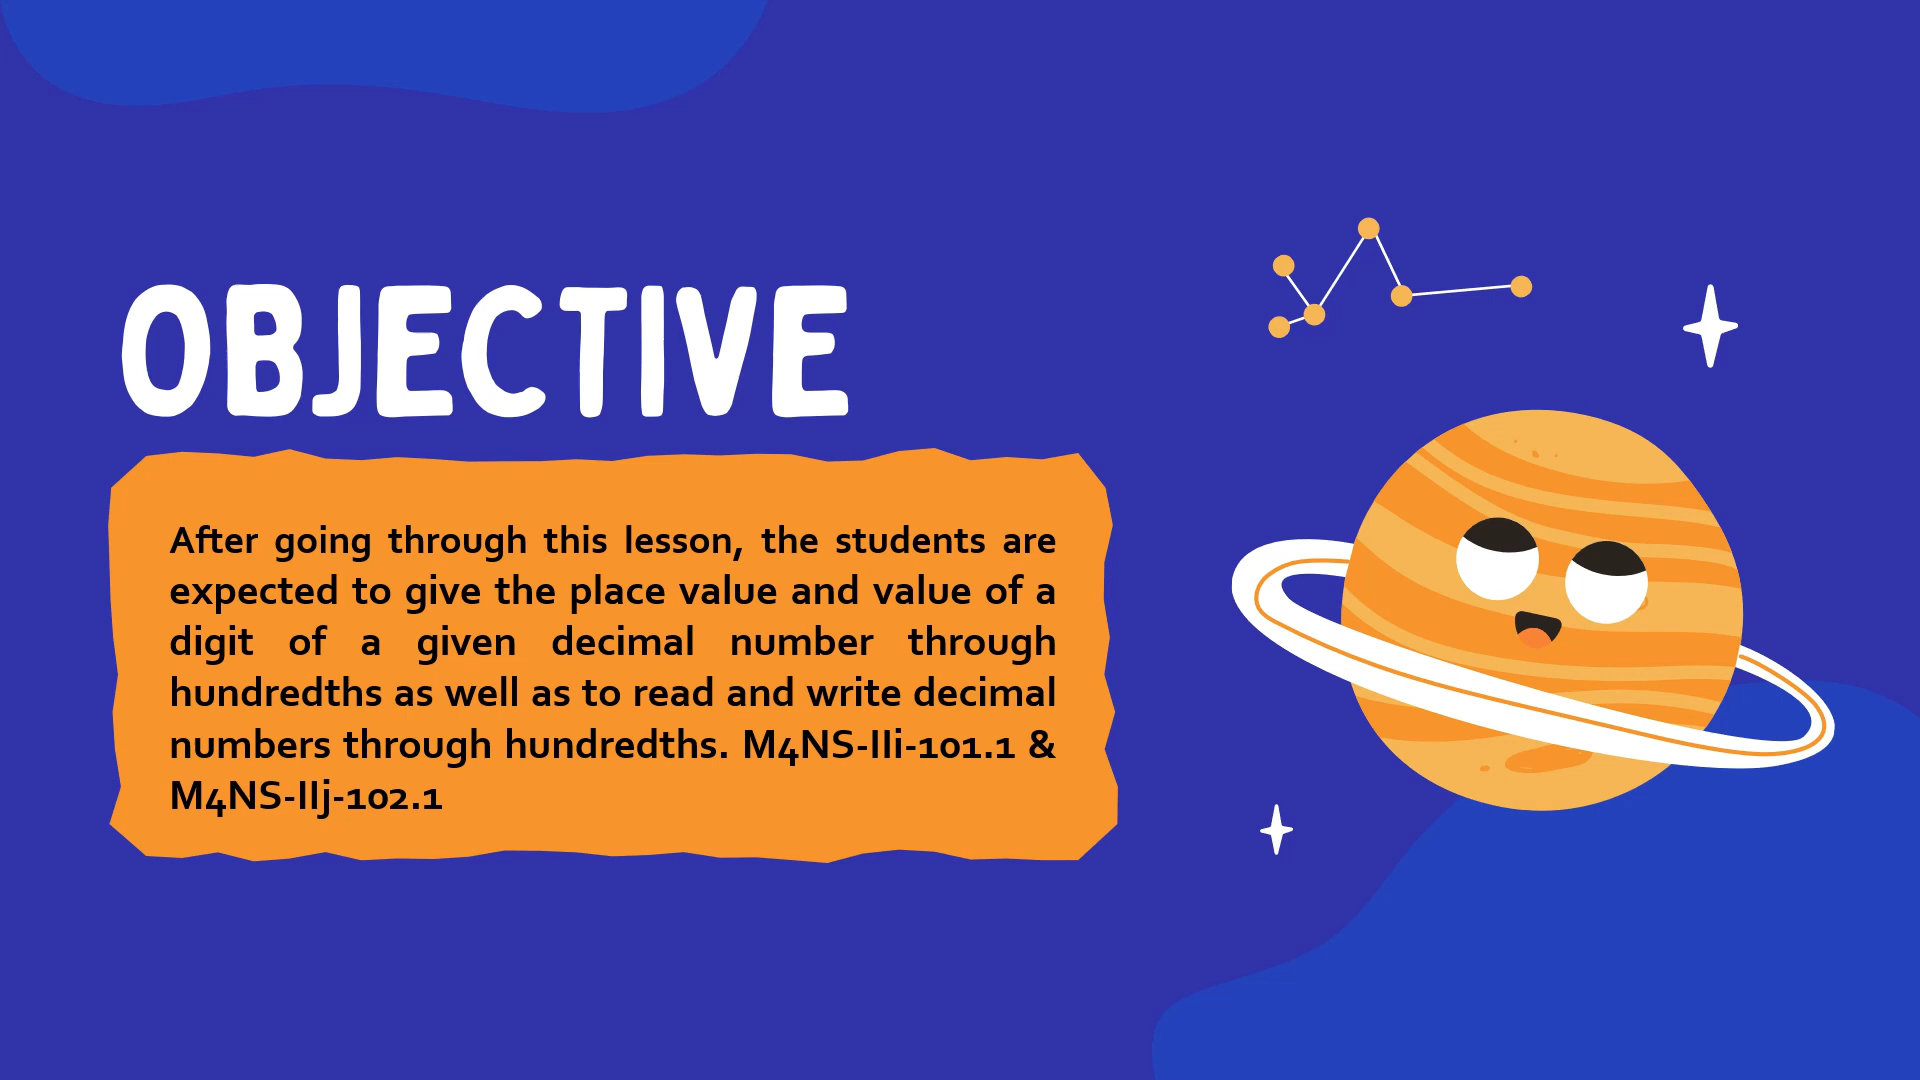 OBJECTIVE
After going through this lesson, the students are
expected to give the place value and value of a
digit of a given decimal number through
hundredths as well as to read and write decimal
numbers through hundredths. M4NS-IIi-101.1 &
M4NS-IIj-102.1